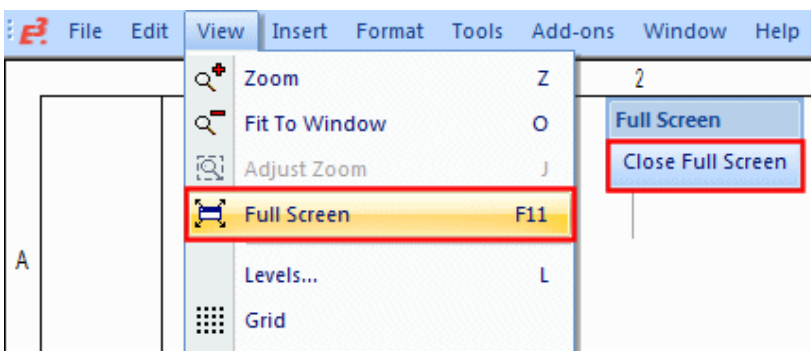 E3. File Edit View Insert Format Tools Add-ons Window Help
2
Zoom Z
Full Screen
Fit To Window O
Close Full Screen
Adjust Zoom J
Full Screen F11
A
Levels... L
Grid